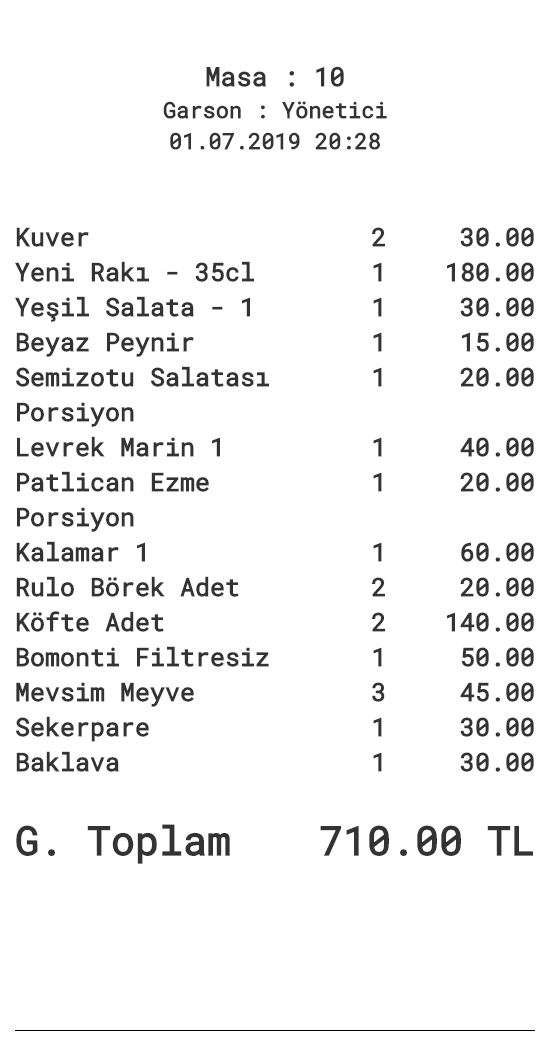 Masa : 10
Garson : Yönetici
01.07.2019 20:28
Kuver 2 30.00
Yeni Rakı - 35cl 1 180.00
Yeşil Salata - 1 1 30.00
Beyaz Peynir 1 15.00
Semizotu Salatası 1 20.00
Porsiyon
Levrek Marin 1 1 40.00
Patlican Ezme 1 20.00
Porsiyon
Kalamar 1 1 60.00
Rulo Börek Adet 2 20.00
Köfte Adet 2 140.00
Bomonti Filtresiz 1 50.00
Mevsim Meyve 3 45.00
Sekerpare 1 30.00
Baklava 1 30.00
G. Toplam 710.00 TL